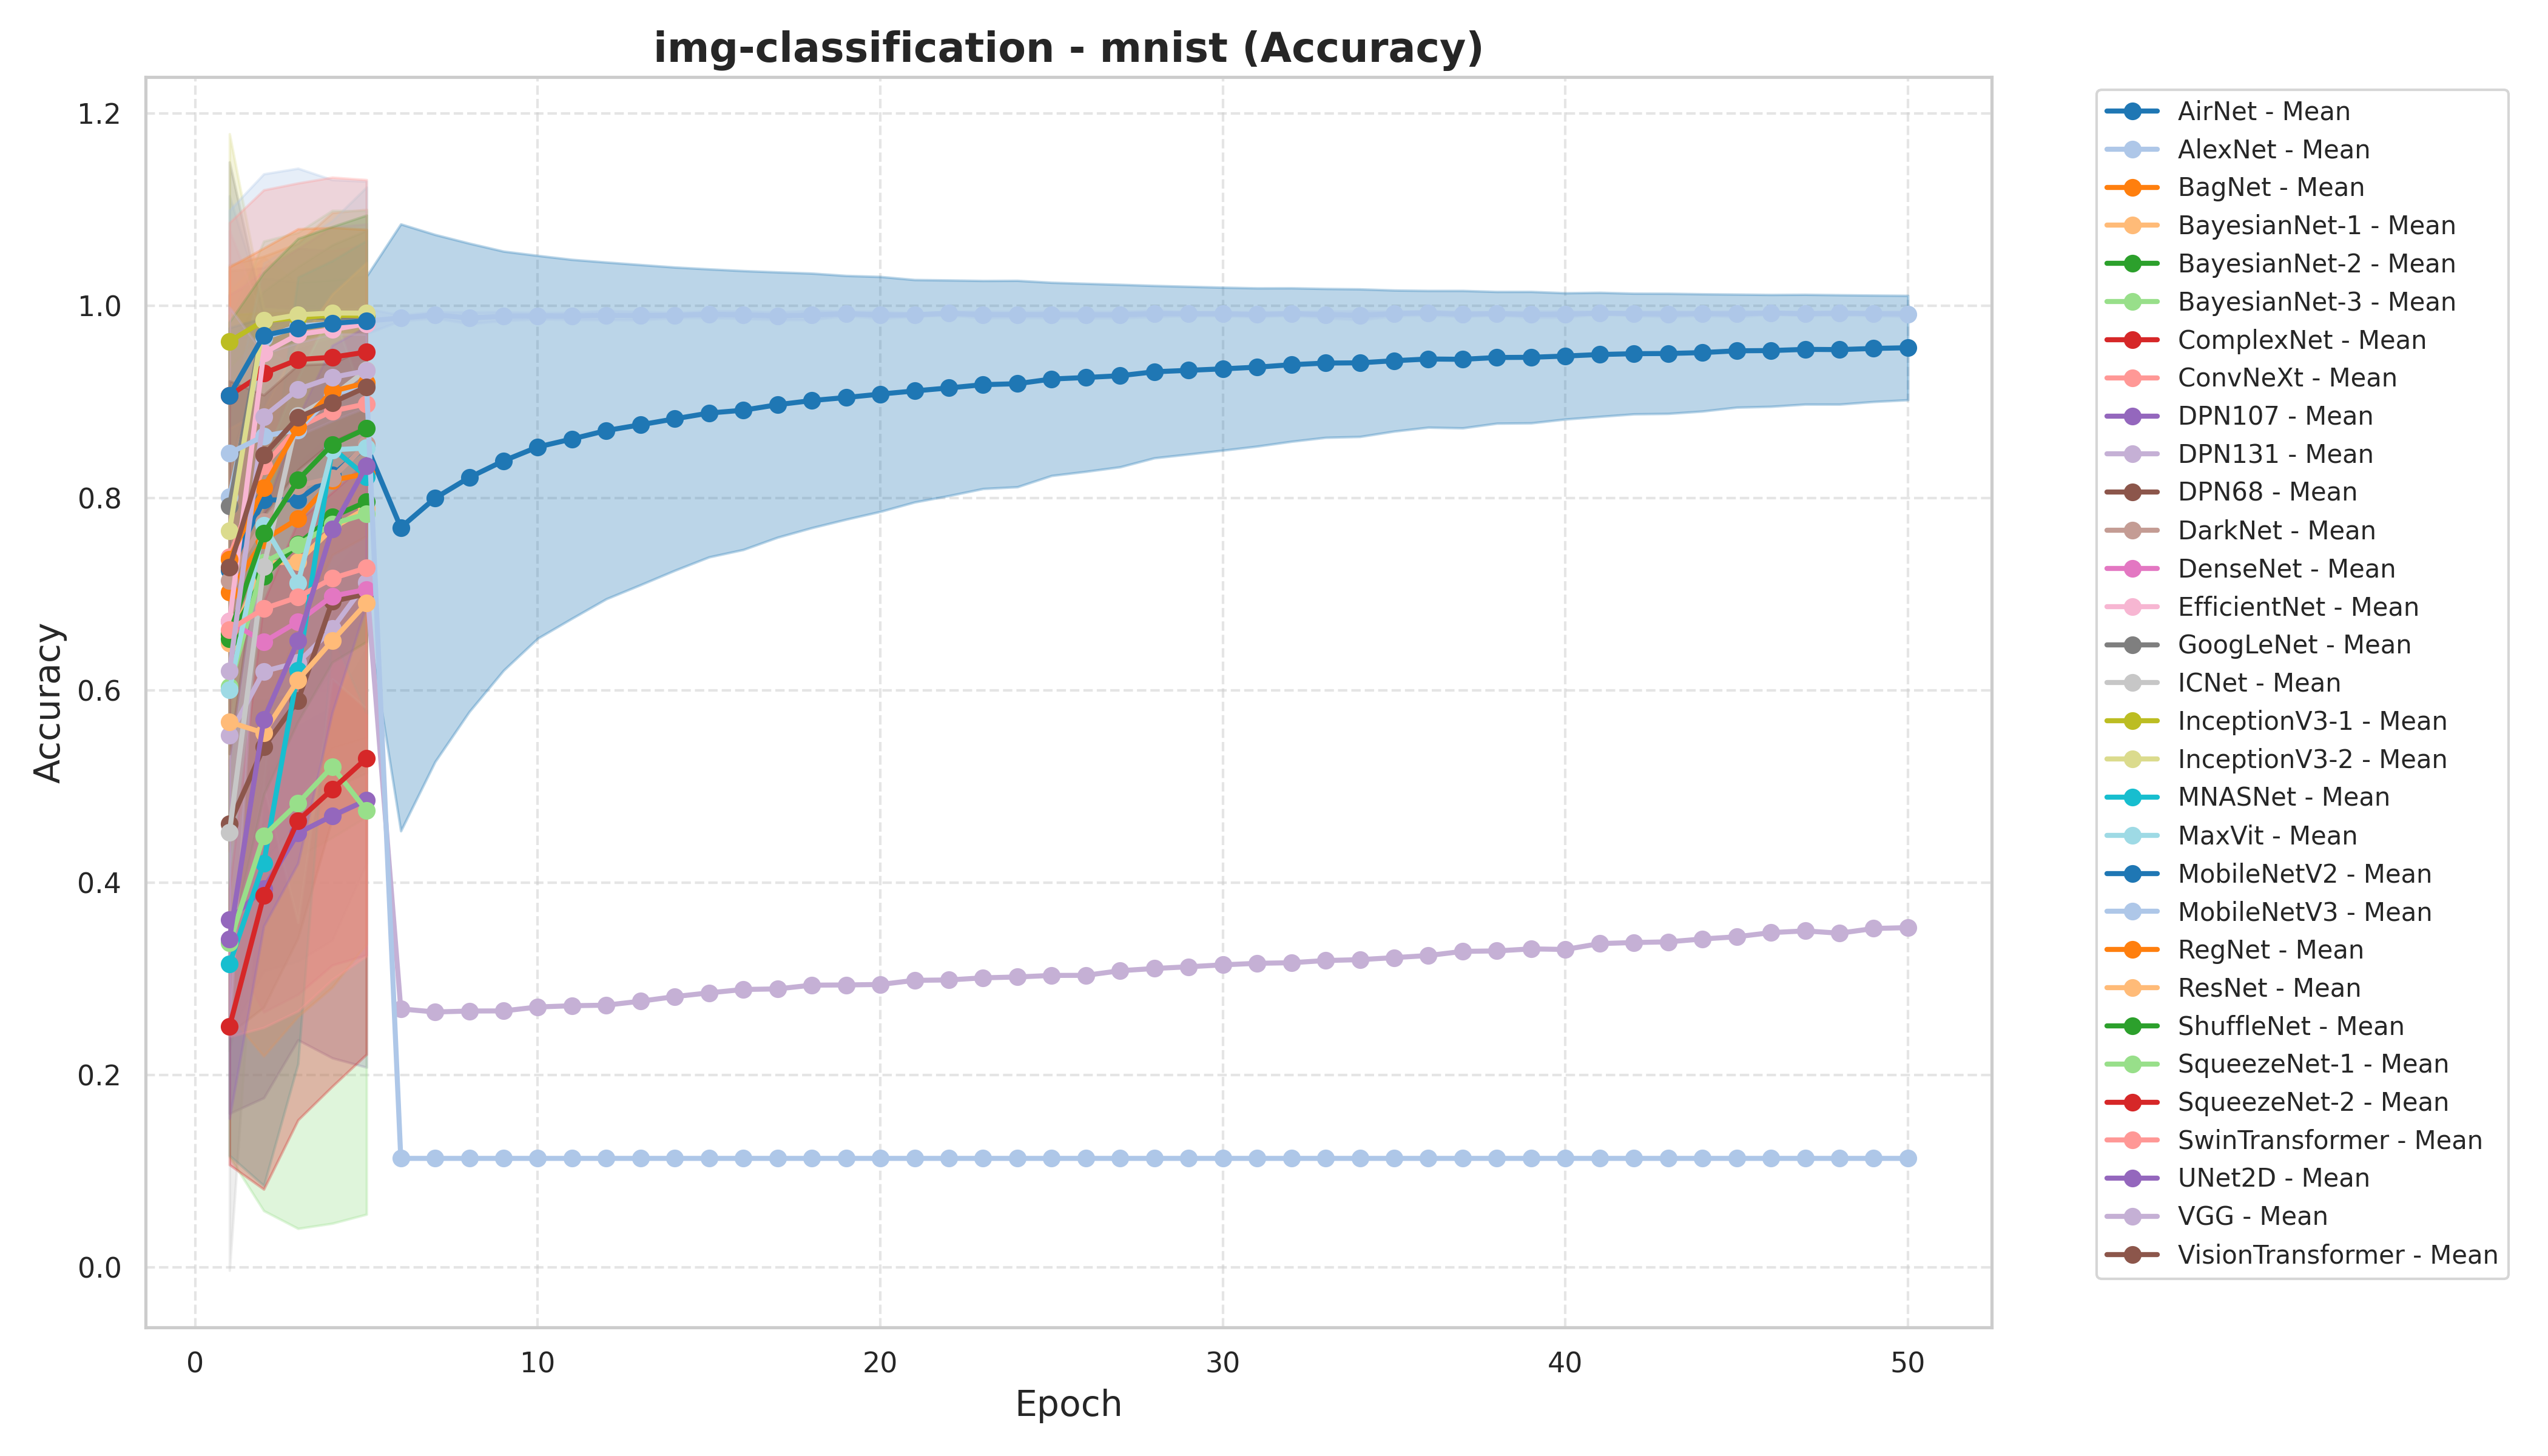 img-classification - mnist (Accuracy)
1.2
1.0
0.8
0.6
0.4
0.2
0.0
Accuracy
0
10
20
30
40
50
Epoch
AirNet - Mean
AlexNet - Mean
BagNet - Mean
BayesianNet-1 - Mean
BayesianNet-2 - Mean
BayesianNet-3 - Mean
ComplexNet - Mean
ConvNeXt - Mean
DPN107 - Mean
DPN131 - Mean
DPN68 - Mean
DarkNet - Mean
DenseNet - Mean
EfficientNet - Mean
GoogLeNet - Mean
ICNet - Mean
InceptionV3-1 - Mean
InceptionV3-2 - Mean
MNASNet - Mean
MaxVit - Mean
MobileNetV2 - Mean
MobileNetV3 - Mean
RegNet - Mean
ResNet - Mean
ShuffleNet - Mean
SqueezeNet-1 - Mean
SqueezeNet-2 - Mean
SwinTransformer - Mean
UNet2D - Mean
VGG - Mean
VisionTransformer - Mean